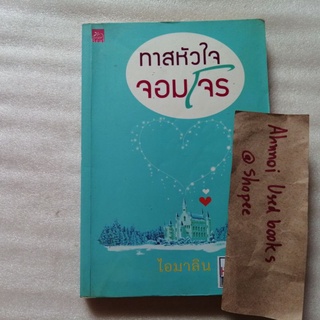 ทาสหัวใจ
จอมโจร
ไอมาลิน
Ahnmoi Used books
@ shopee